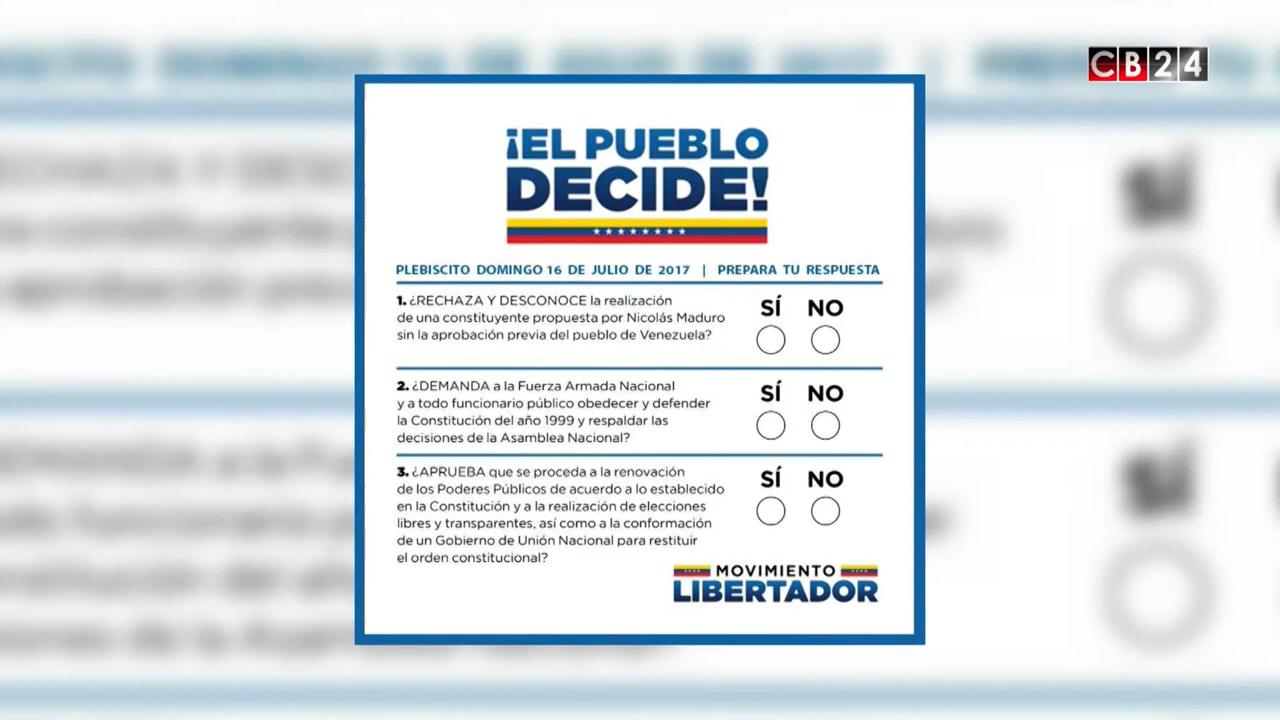 CB24
¡EL PUEBLO
DECIDE!
PLEBISCITO DOMINGO 16 DE JULIO DE 2017 | PREPARA TU RESPUESTA
1. ¿RECHAZA Y DESCONOCE la realización
de una constituyente propuesta por Nicolás Maduro
sin la aprobación previa del pueblo de Venezuela?
SÍ NO
2. ¿DEMANDA a la Fuerza Armada Nacional
y a todo funcionario público obedecer y defender
la Constitución del año 1999 y respaldar las
decisiones de la Asamblea Nacional?
SÍ NO
3. ¿APRUEBA que se proceda a la renovación
de los Poderes Públicos de acuerdo a lo establecido
en la Constitución y a la realización de elecciones
libres y transparentes, así como a la conformación
de un Gobierno de Unión Nacional para restituir
el orden constitucional?
SÍ NO
MOVIMIENTO
LIBERTADOR